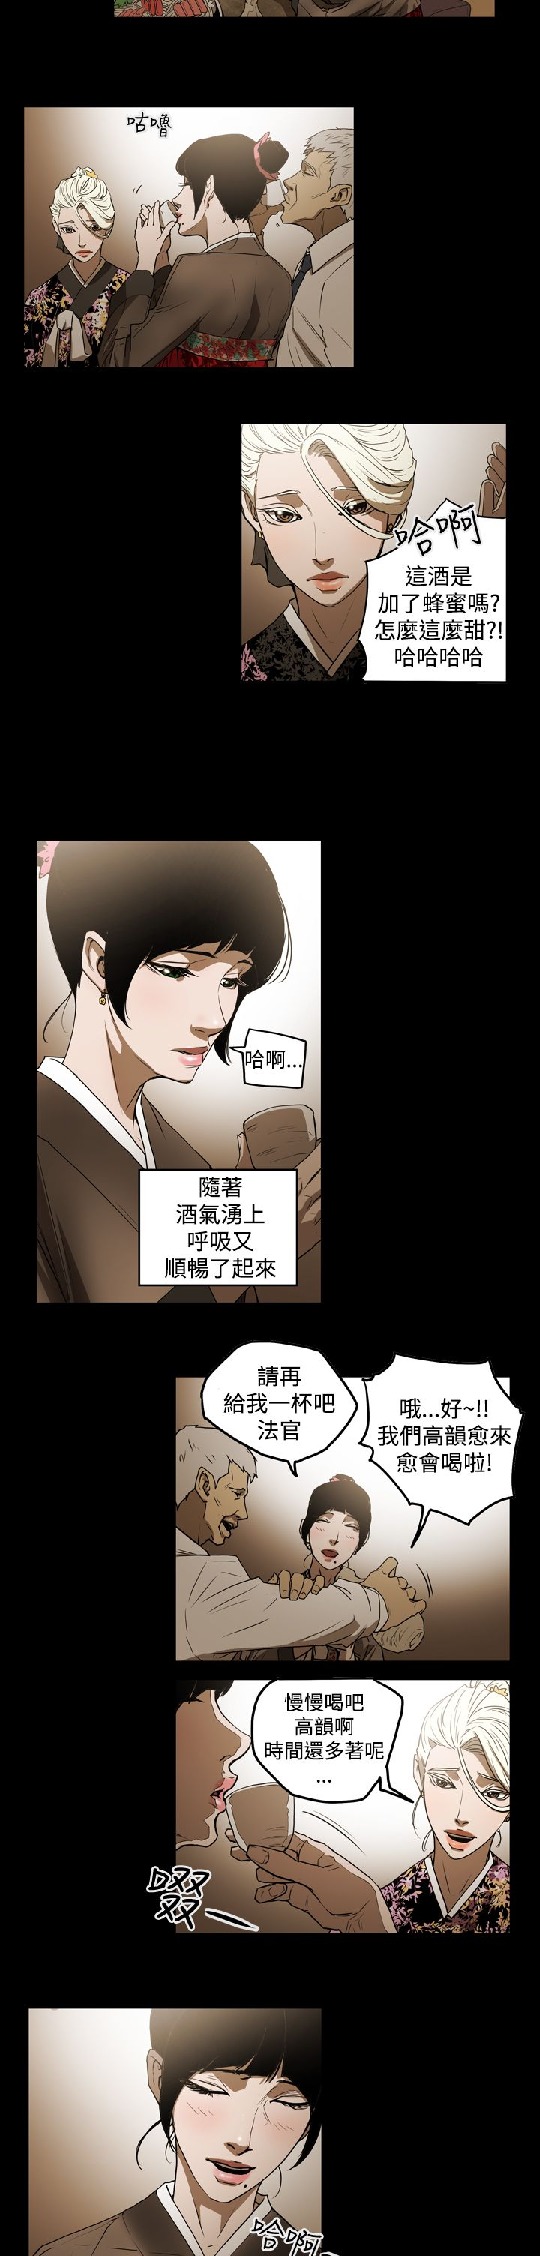 咕嚕
哈啊
這酒是
加了蜂蜜嗎?
怎麼這麼甜?!
哈哈哈哈
哈啊...
隨著
酒氣湧上
呼吸又
順暢了起來
請再
給我一杯吧
法官
哦...好~!!
我們高韻愈來
愈會喝啦!
慢慢喝吧
高韻啊
時間還多著呢
...
啜
哈啊